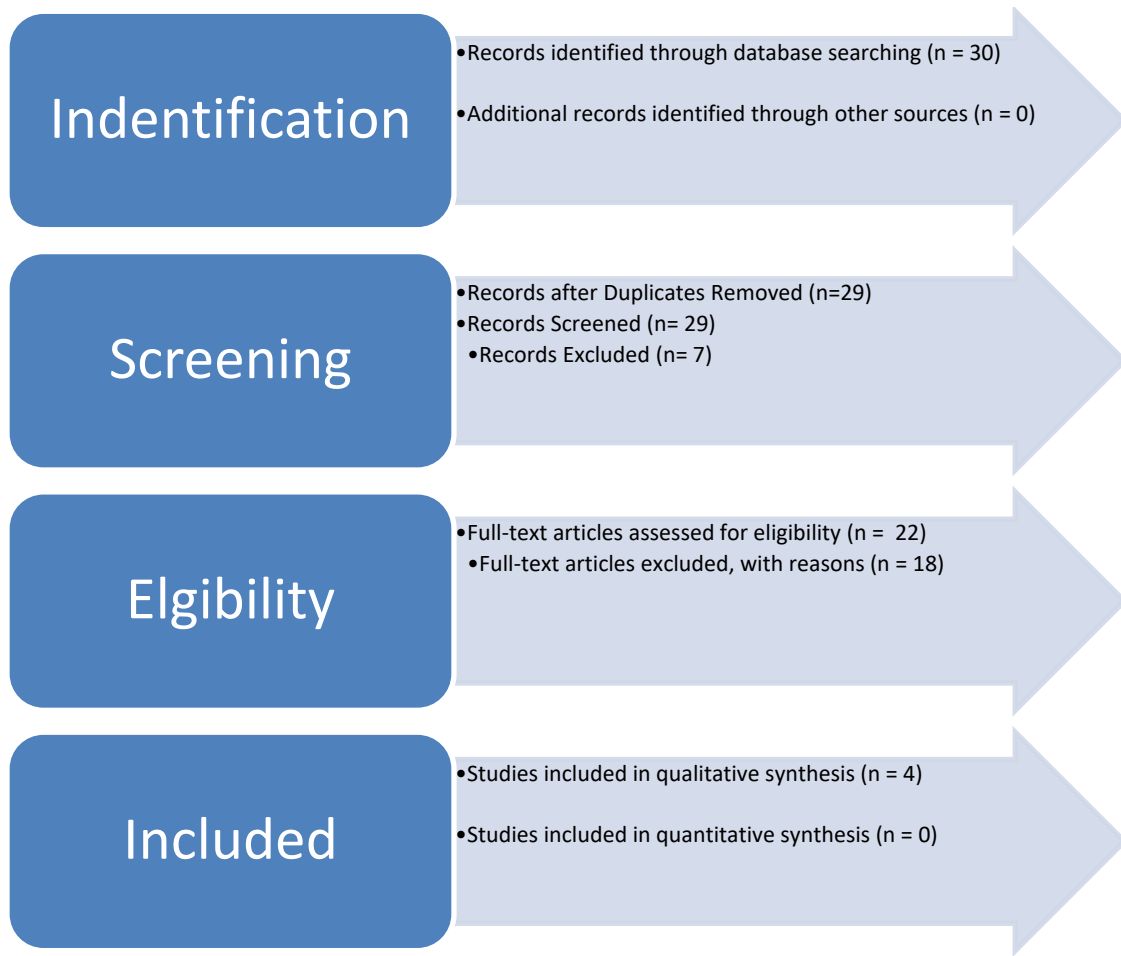 Indentification
•Records identified through database searching (n = 30)
•Additional records identified through other sources (n = 0)
Screening
•Records after Duplicates Removed (n=29)
•Records Screened (n= 29)
•Records Excluded (n= 7)
Elgibility
•Full-text articles assessed for eligibility (n =  22)
•Full-text articles excluded, with reasons (n = 18)
Included
•Studies included in qualitative synthesis (n = 4)
•Studies included in quantitative synthesis (n = 0)